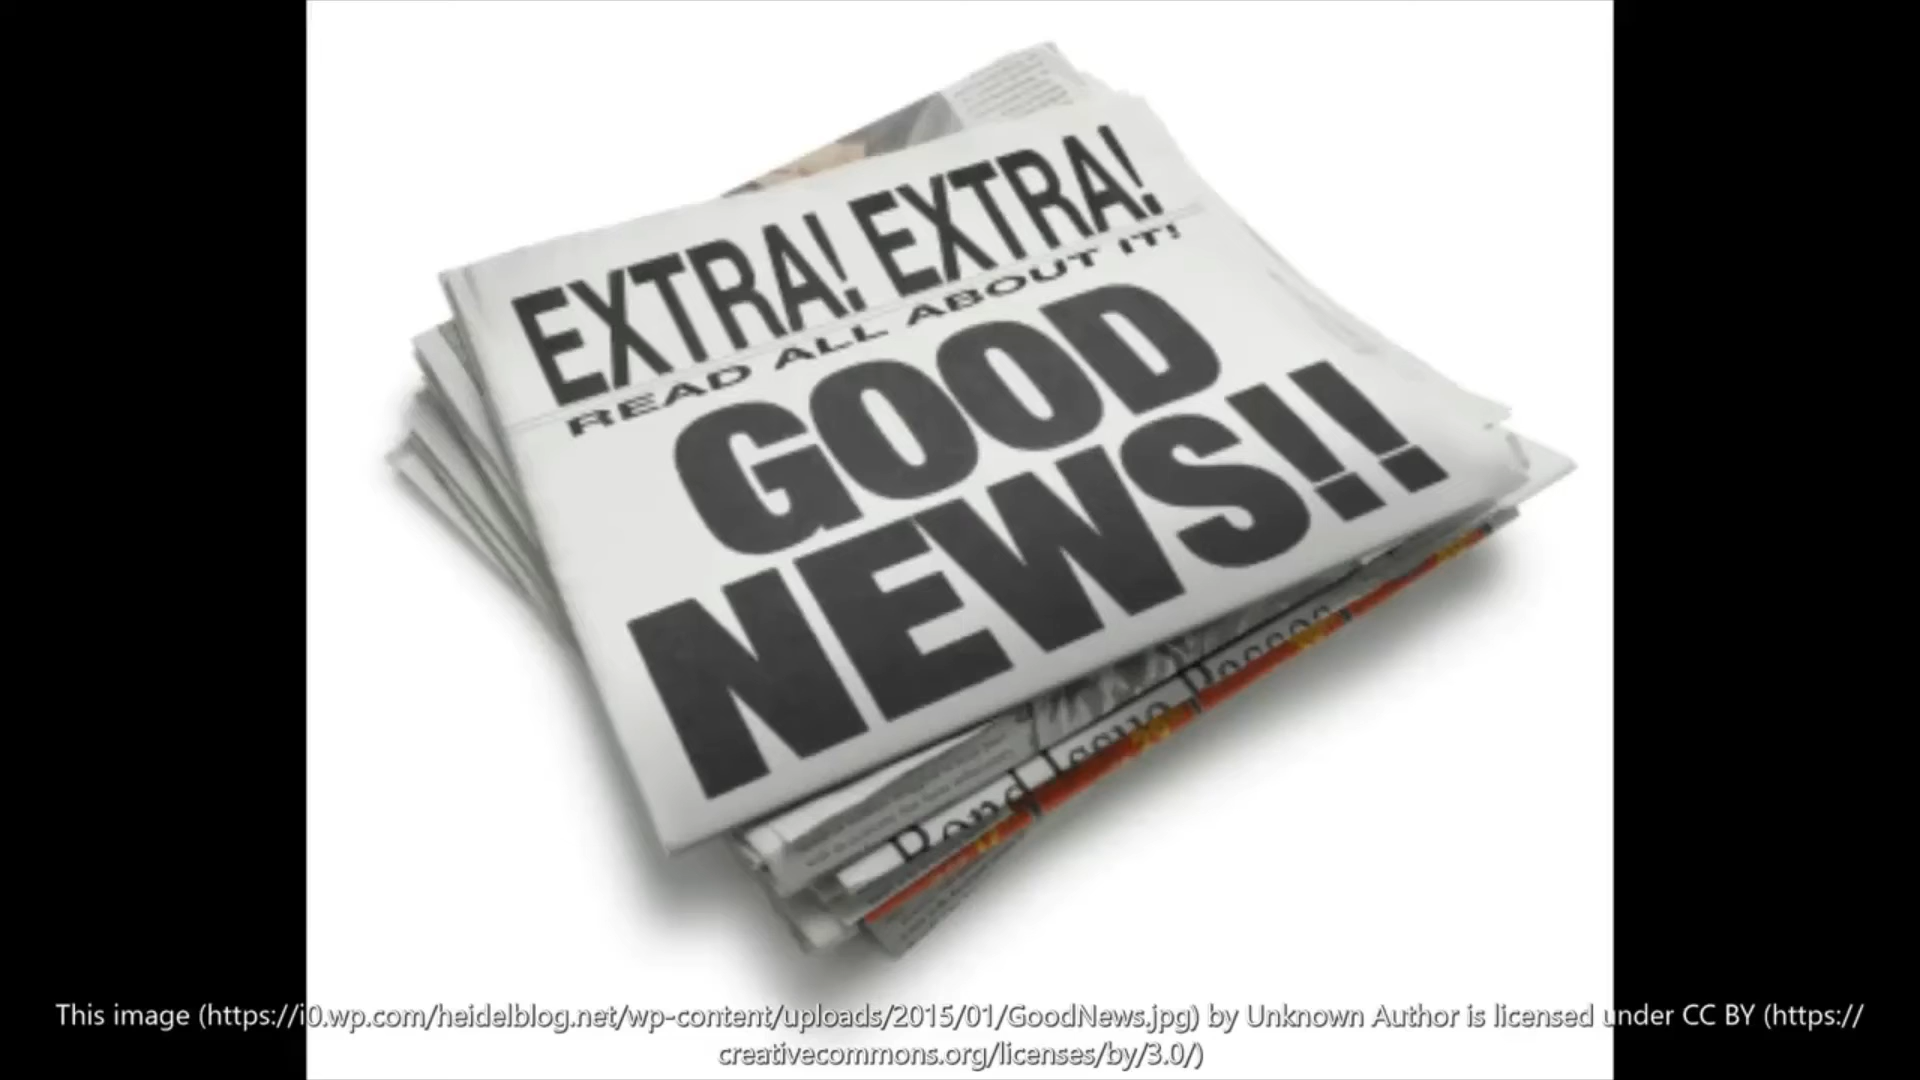 EXTRA! EXTRA!
READ ALL ABOUT IT!
GOOD
NEWS!!
Bond Issue
This image (https://i0.wp.com/heidelblog.net/wp-content/uploads/2015/01/GoodNews.jpg) by Unknown Author is licensed under CC BY (https://
creativecommons.org/licenses/by/3.0/)